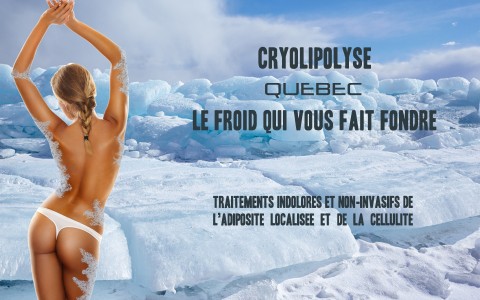 CRYOLIPOLYSE
QUEBEC
LE FROID QUI VOUS FAIT FONDRE
TRAITEMENTS INDOLORES ET NON-INVASIFS DE
L'ADIPOSITE LOCALISEE ET DE LA CELLULITE